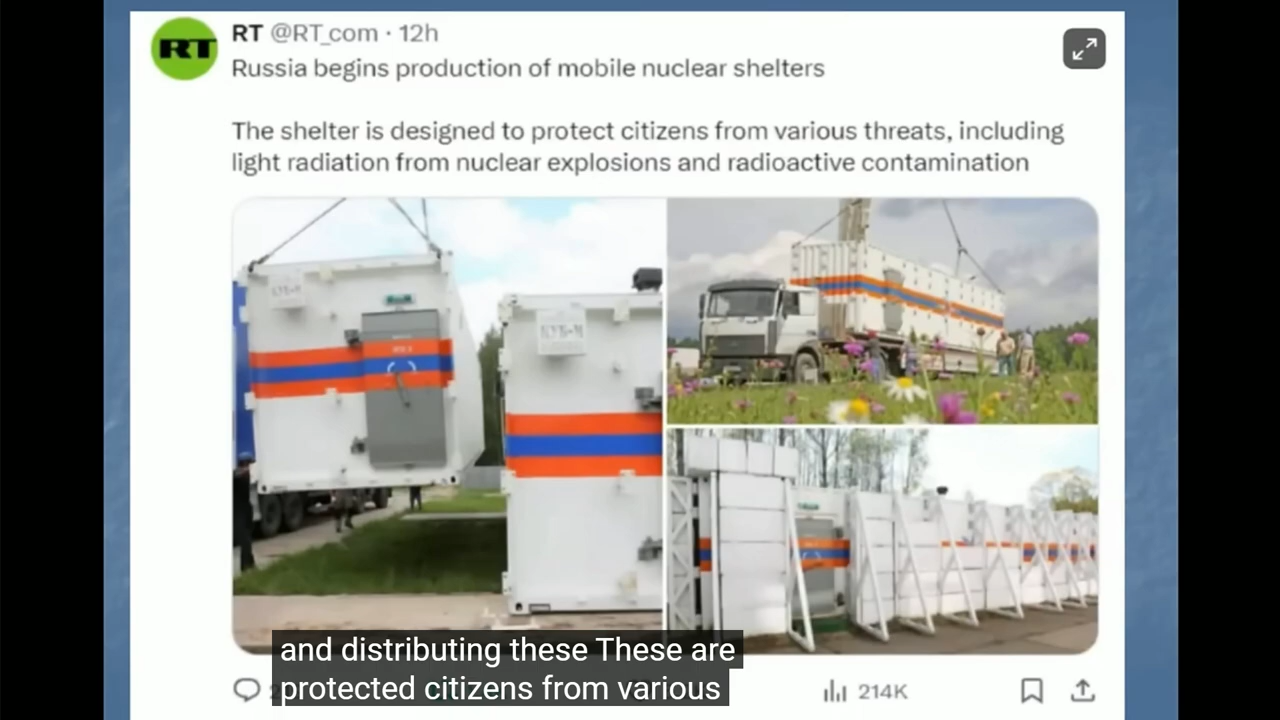 RT
RT @RT_com · 12h
Russia begins production of mobile nuclear shelters
The shelter is designed to protect citizens from various threats, including
light radiation from nuclear explosions and radioactive contamination
and distributing these These are
protected citizens from various
214K